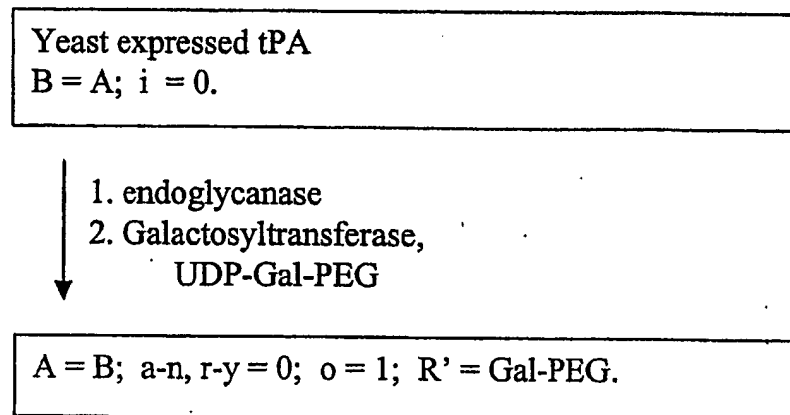 Yeast expressed tPA
B = A; i = 0.
1. endoglycanase
2. Galactosyltransferase,
UDP-Gal-PEG
A = B; a-n, r-y = 0; o = 1; R' = Gal-PEG.